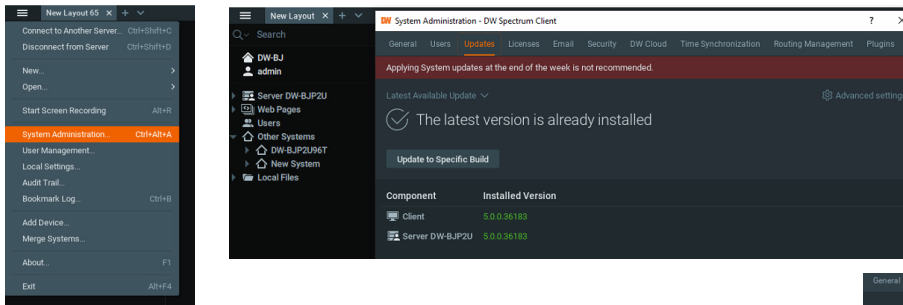 New Layout 65
Connect to Another Server... Ctrl+Shift+C
Disconnect from Server Ctrl+Shift+D
New...
Open...
Start Screen Recording Alt+R
System Administration... Ctrl+Alt+A
User Management...
Local Settings...
Audit Trail...
Bookmark Log... Ctrl+B
Add Device...
Merge Systems...
About... F1
Exit Alt+F4
New Layout
Search
DW-BJ
admin
Server DW-BJP2U
Web Pages
Users
Other Systems
DW-BJP2U96T
New System
Local Files
DW System Administration - DW Spectrum Client
General Users Updates Licenses Email Security DW Cloud Time Synchronization Routing Management Plugins
Applying System updates at the end of the week is not recommended.
Latest Available Update Advanced settings
The latest version is already installed
Update to Specific Build
Component Installed Version
Client 5.0.0.36183
Server DW-BJP2U 5.0.0.36183
General